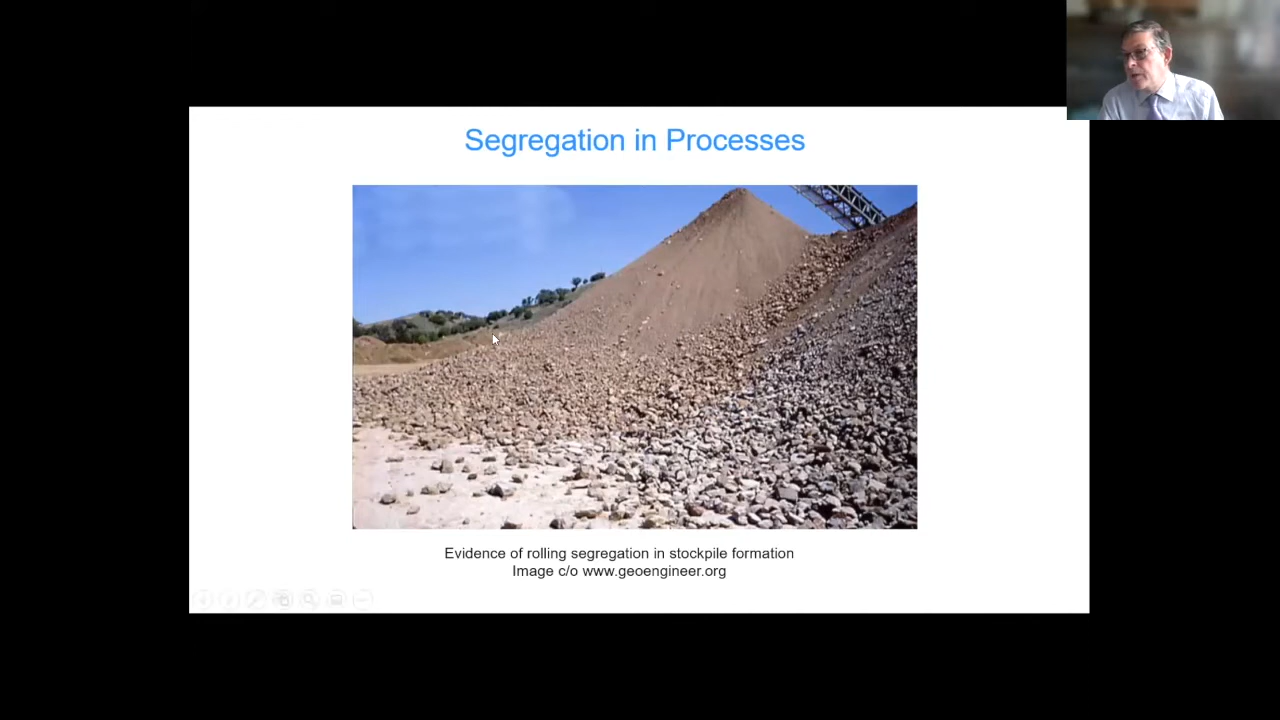 Segregation in Processes
Evidence of rolling segregation in stockpile formation
Image c/o www.geoengineer.org